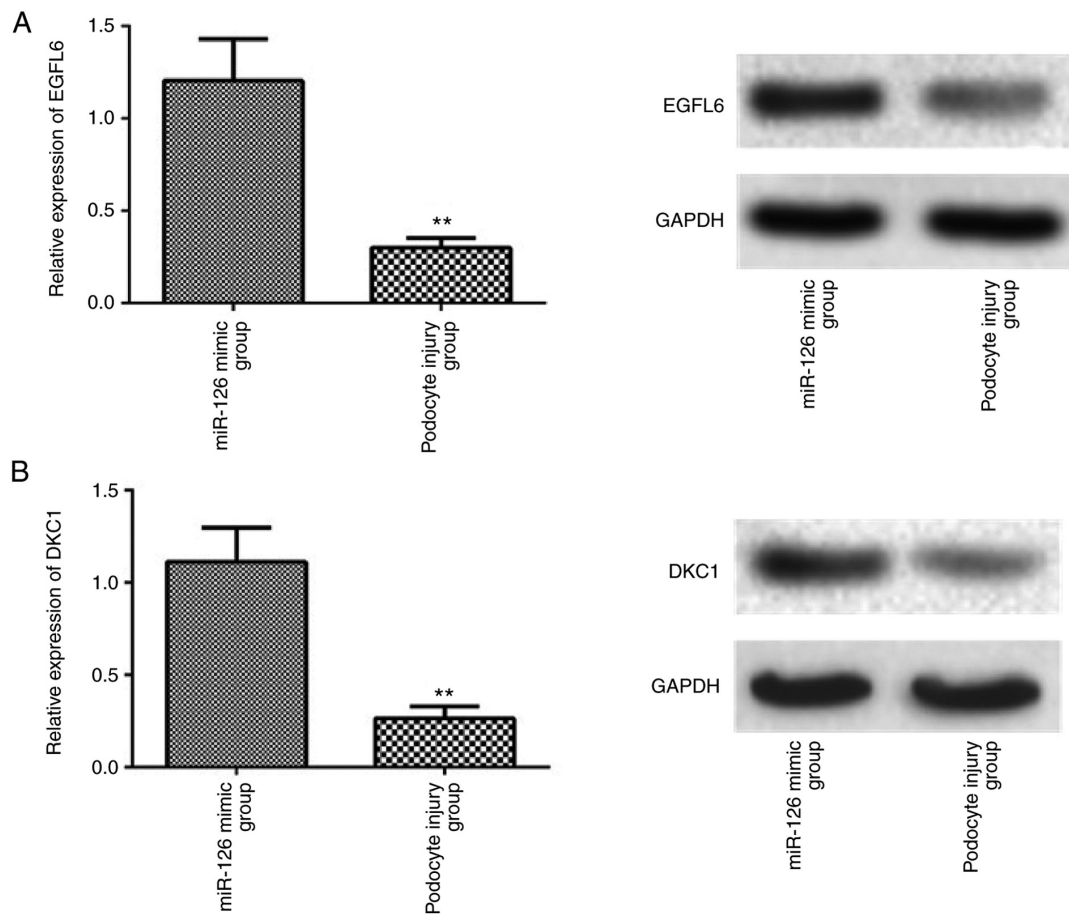 A
Relative expression of EGFL6
1.5
1.0
0.5
0.0
**
miR-126 mimic
group
Podocyte injury
group
EGFL6
GAPDH
miR-126 mimic
group
Podocyte injury
group
B
Relative expression of DKC1
1.5
1.0
0.5
0.0
**
miR-126 mimic
group
Podocyte injury
group
DKC1
GAPDH
miR-126 mimic
group
Podocyte injury
group